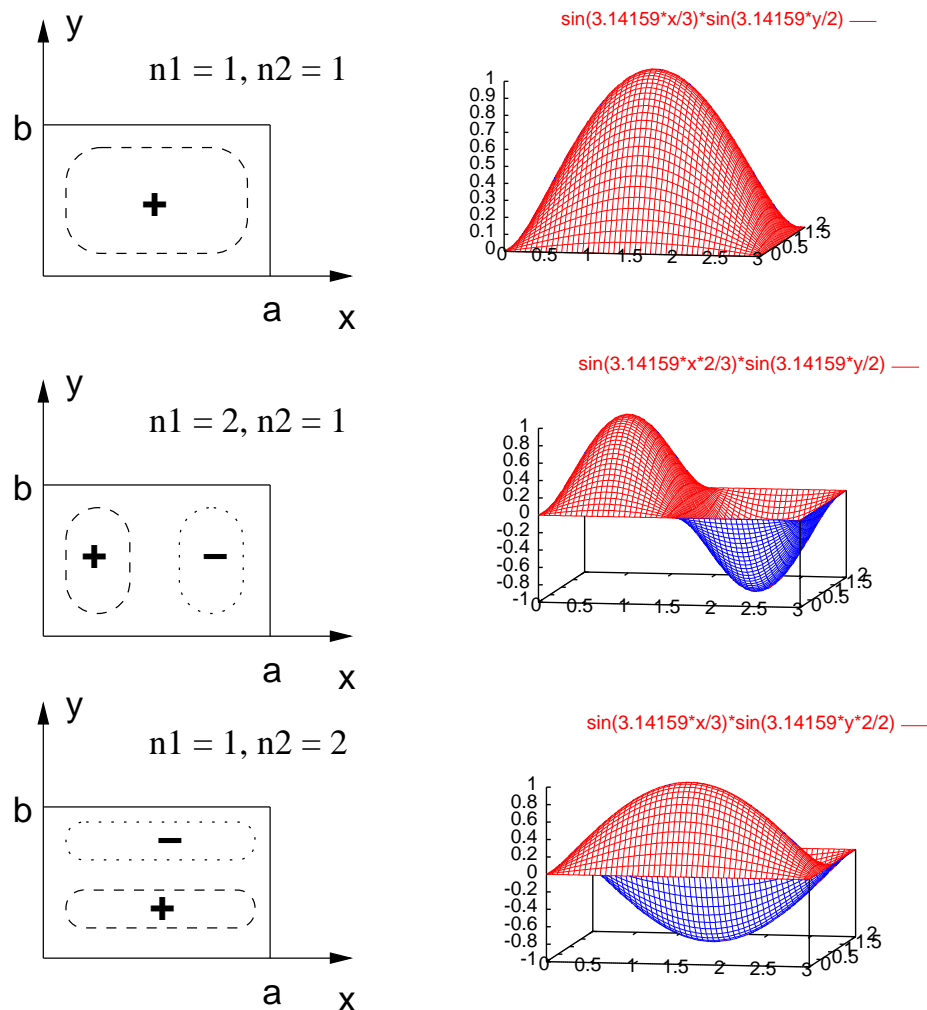 y
n1 = 1, n2 = 1
b
+
a
x
sin(3.14159*x/3)*sin(3.14159*y/2)
1
0.9
0.8
0.7
0.6
0.5
0.4
0.3
0.2
0.1
0
0 0.5 1 1.5 2 2.5 3
0 0.5 1 1.5 2
y
n1 = 2, n2 = 1
b
+ −
a
x
sin(3.14159*x*2/3)*sin(3.14159*y/2)
1
0.8
0.6
0.4
0.2
0
-0.2
-0.4
-0.6
-0.8
-1
0 0.5 1 1.5 2 2.5 3
0 0.5 1 1.5 2
y
n1 = 1, n2 = 2
b
−
+
a
x
sin(3.14159*x/3)*sin(3.14159*y*2/2)
1
0.8
0.6
0.4
0.2
0
-0.2
-0.4
-0.6
-0.8
-1
0 0.5 1 1.5 2 2.5 3
0 0.5 1 1.5 2